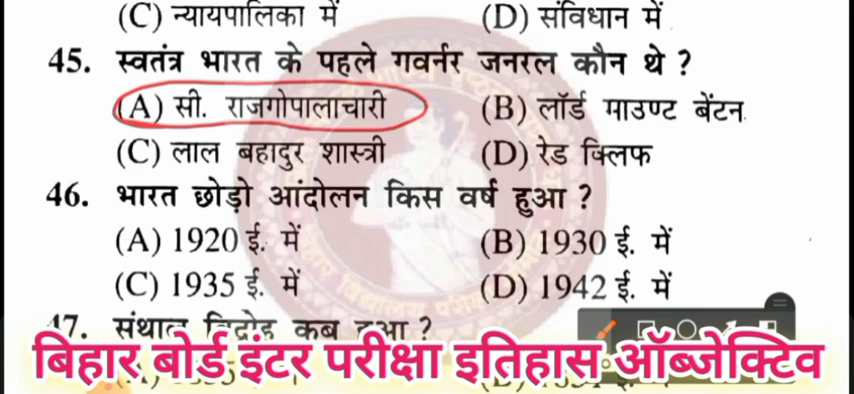 (C) न्यायपालिका में (D) संविधान में
45. स्वतंत्र भारत के पहले गवर्नर जनरल कौन थे ?
(A) सी. राजगोपालाचारी (B) लॉर्ड माउण्ट बेंटन
(C) लाल बहादुर शास्त्री (D) रेड क्लिफ
46. भारत छोड़ो आंदोलन किस वर्ष हुआ ?
(A) 1920 ई. में (B) 1930 ई. में
(C) 1935 ई. में (D) 1942 ई. में
47. संथाल विद्रोह कब हुआ ?
बिहार बोर्ड इंटर परीक्षा इतिहास ऑब्जेक्टिव